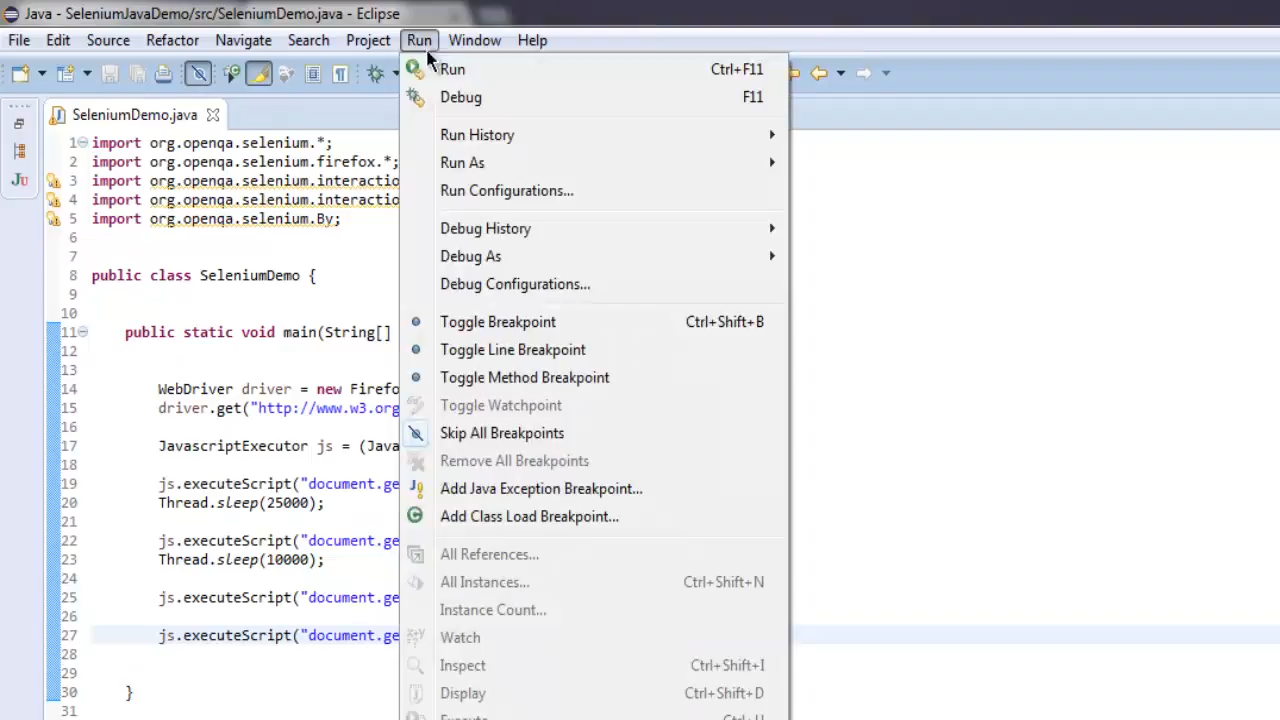 Java - SeleniumJavaDemo/src/SeleniumDemo.java - Eclipse
File Edit Source Refactor Navigate Search Project Run Window Help
SeleniumDemo.java
Ju
Run Ctrl+F11
Debug F11
Run History
Run As
Run Configurations...
Debug History
Debug As
Debug Configurations...
Toggle Breakpoint Ctrl+Shift+B
Toggle Line Breakpoint
Toggle Method Breakpoint
Toggle Watchpoint
Skip All Breakpoints
Remove All Breakpoints
Add Java Exception Breakpoint...
Add Class Load Breakpoint...
All References...
All Instances... Ctrl+Shift+N
Instance Count...
Watch
Inspect Ctrl+Shift+I
Display Ctrl+Shift+D
1 import org.openqa.selenium.*;
2 import org.openqa.selenium.firefox.*;
3 import org.openqa.selenium.interactio
4 import org.openqa.selenium.interactio
5 import org.openqa.selenium.By;
6
7
8 public class SeleniumDemo {
9
10
11 public static void main(String[]
12
13
14 WebDriver driver = new Firefo
15 driver.get("http://www.w3.org
16
17 JavascriptExecutor js = (Java
18
19 js.executeScript("document.ge
20 Thread.sleep(25000);
21
22 js.executeScript("document.ge
23 Thread.sleep(10000);
24
25 js.executeScript("document.ge
26
27 js.executeScript("document.ge
28
29
30 }
31